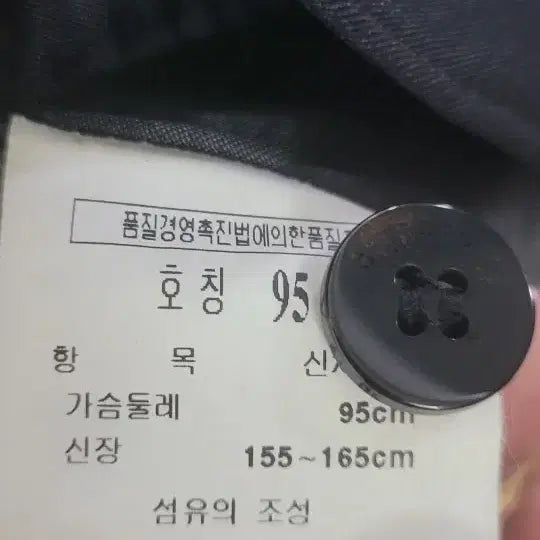 품질경영촉진법에의한품질
호칭 95
항 목
가슴둘레 95cm
신장 155~165cm
섬유의 조성